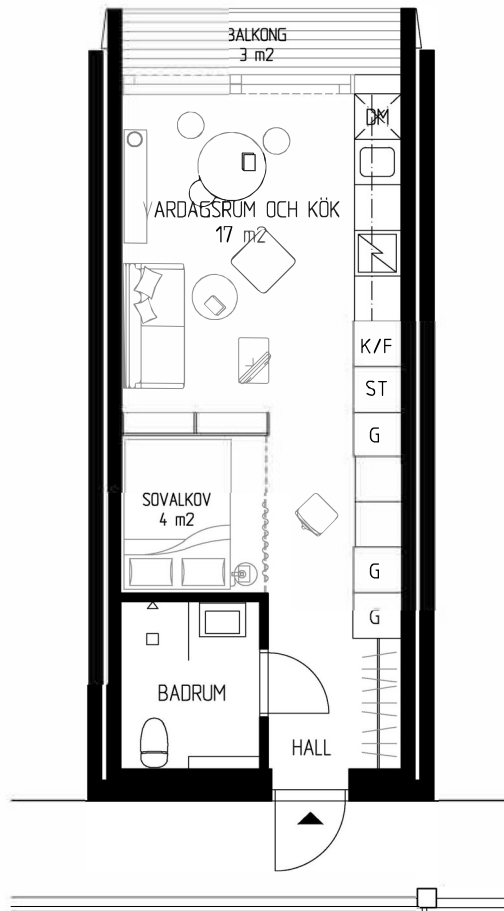 BALKONG
3 m2
DM
VARDAGSRUM OCH KÖK
17 m2
K/F
ST
G
SOVALKOV
4 m2
G
G
BADRUM
HALL